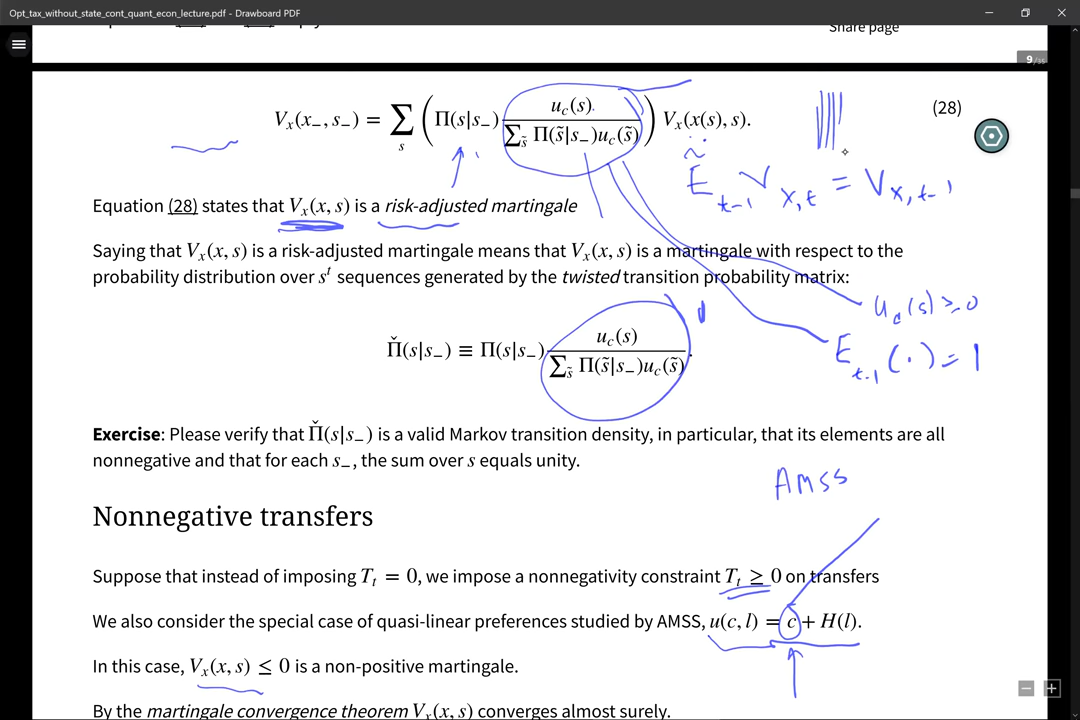 Opt_tax_without_state_cont_quant_econ_lecture.pdf - Drawboard PDF
Share page
9 / 35
V_x(x_−, s_−) = ∑_s ( Π(s|s_−) u_c(s) / ∑_s̃ Π(s̃|s_−)u_c(s̃) ) V_x(x(s), s). (28)
Ẽ_{t-1} V_{x,t} = V_{x,t-1}
Equation (28) states that V_x(x, s) is a risk-adjusted martingale
Saying that V_x(x, s) is a risk-adjusted martingale means that V_x(x, s) is a martingale with respect to the
probability distribution over s^t sequences generated by the twisted transition probability matrix:
u_c(s) ≥ 0
Π̌(s|s_−) ≡ Π(s|s_−) u_c(s) / ∑_s̃ Π(s̃|s_−)u_c(s̃) .
E_{t-1}(·) = 1
Exercise: Please verify that Π̌(s|s_−) is a valid Markov transition density, in particular, that its elements are all
nonnegative and that for each s_−, the sum over s equals unity.
AMSS
Nonnegative transfers
Suppose that instead of imposing T_t = 0, we impose a nonnegativity constraint T_t ≥ 0 on transfers
We also consider the special case of quasi-linear preferences studied by AMSS, u(c, l) = c + H(l).
In this case, V_x(x, s) ≤ 0 is a non-positive martingale.
By the martingale convergence theorem V_x(x, s) converges almost surely.